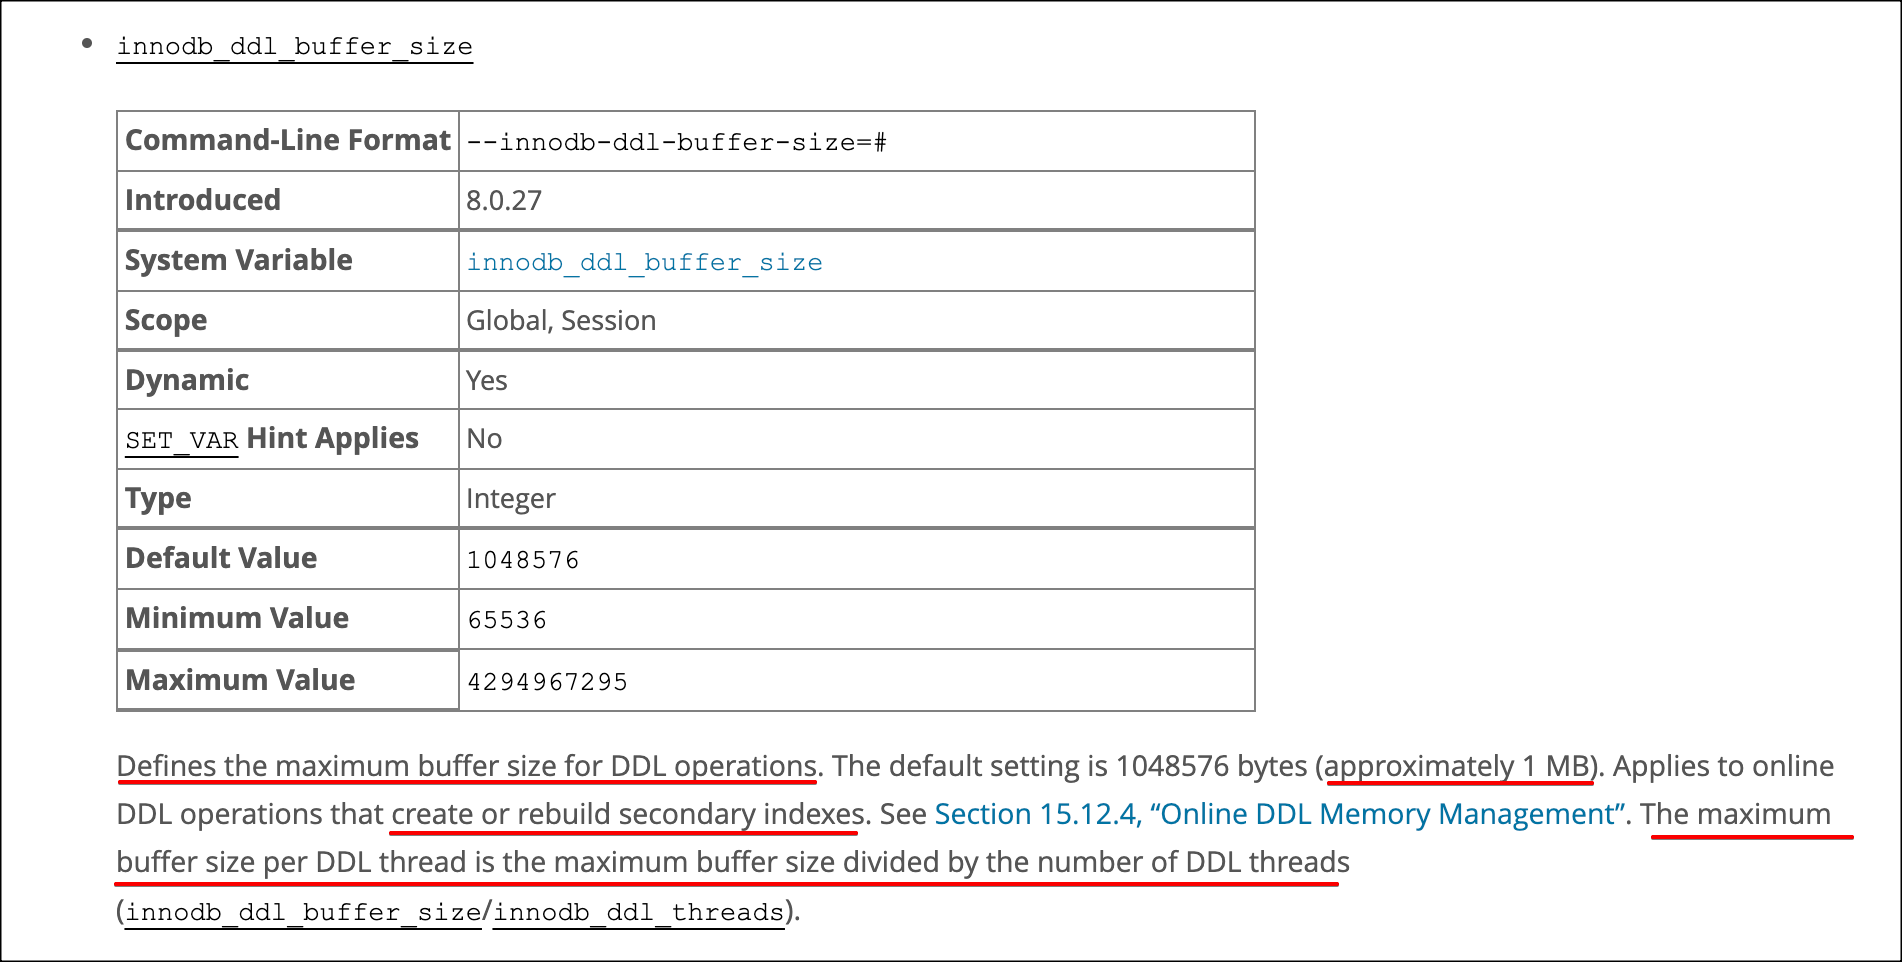 • innodb_ddl_buffer_size
Command-Line Format --innodb-ddl-buffer-size=#
Introduced 8.0.27
System Variable innodb_ddl_buffer_size
Scope Global, Session
Dynamic Yes
SET_VAR Hint Applies No
Type Integer
Default Value 1048576
Minimum Value 65536
Maximum Value 4294967295
Defines the maximum buffer size for DDL operations. The default setting is 1048576 bytes (approximately 1 MB). Applies to online
DDL operations that create or rebuild secondary indexes. See Section 15.12.4, “Online DDL Memory Management”. The maximum
buffer size per DDL thread is the maximum buffer size divided by the number of DDL threads
(innodb_ddl_buffer_size/innodb_ddl_threads).